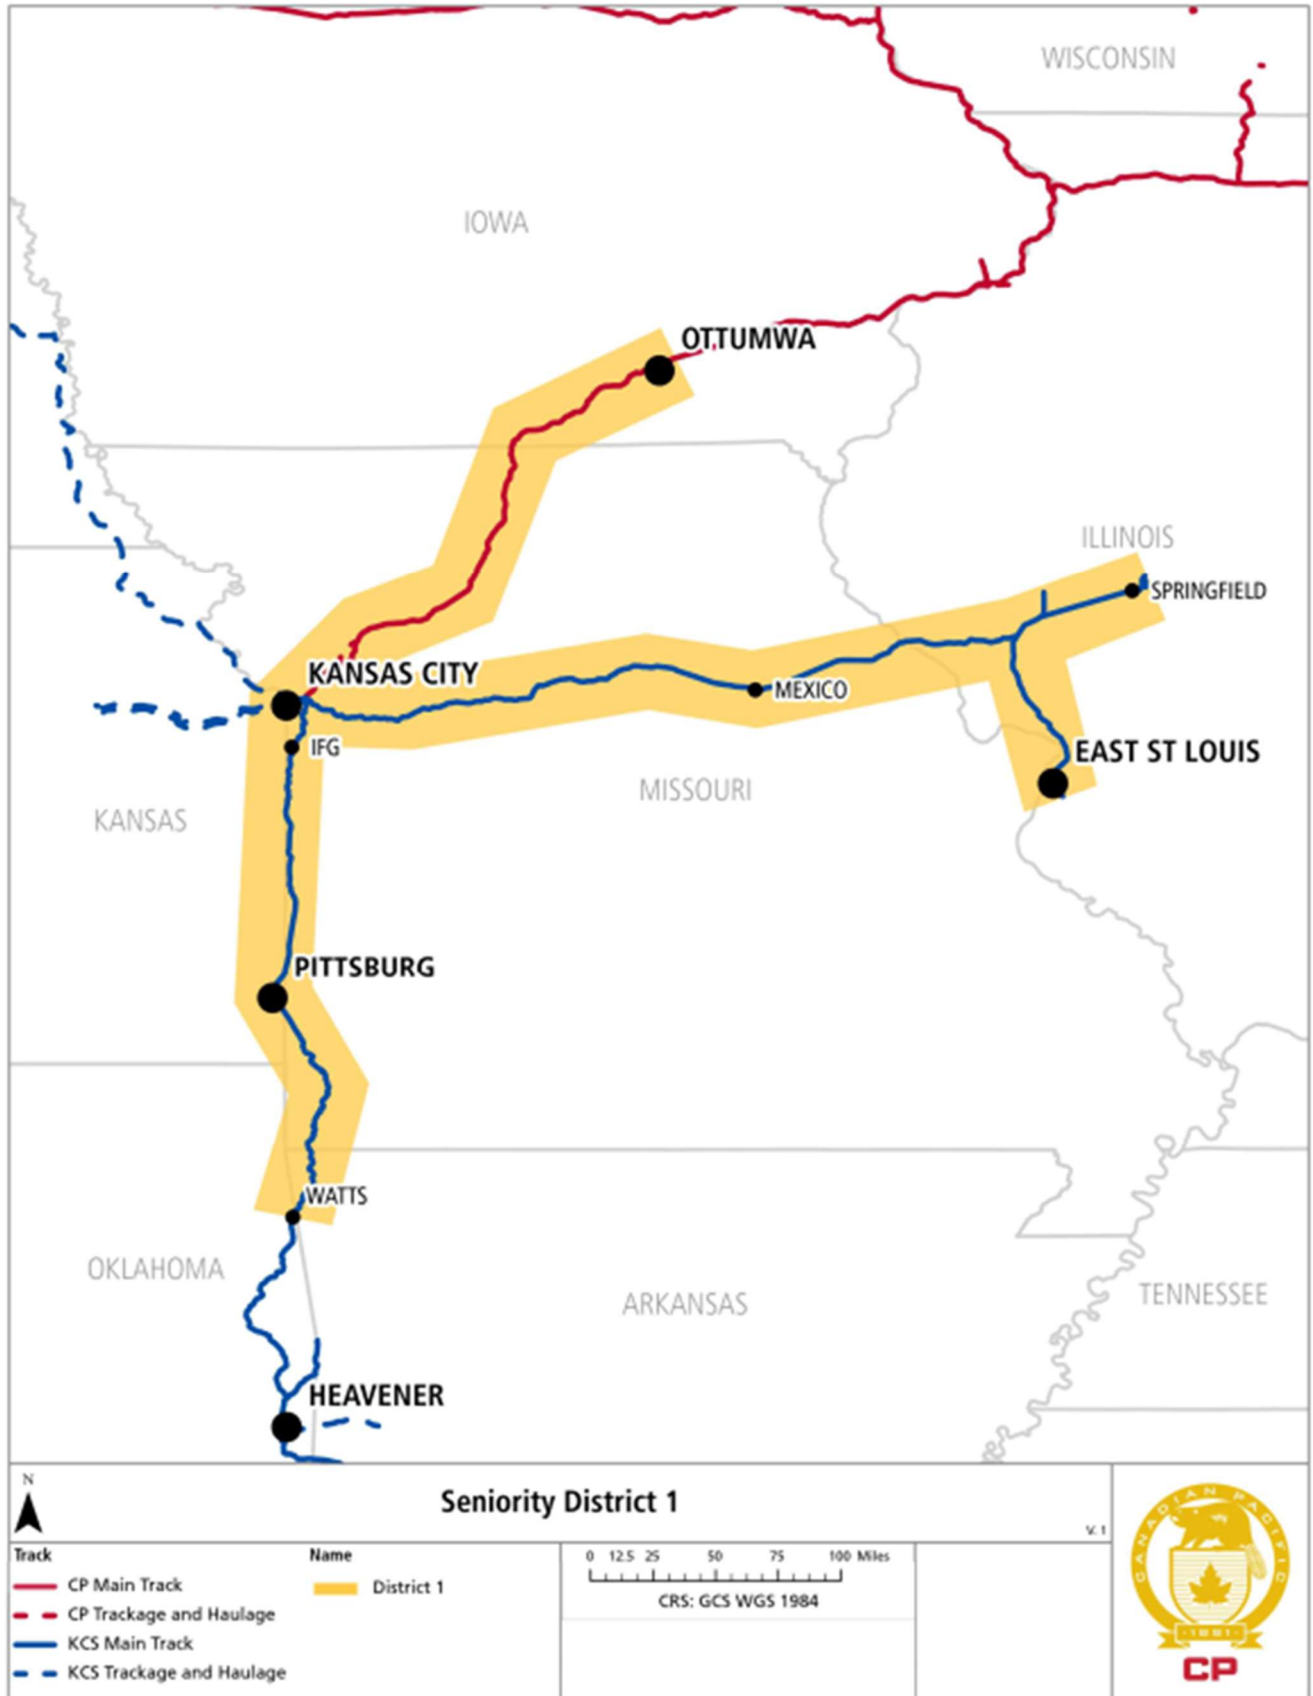 WISCONSIN
IOWA
OTTUMWA
ILLINOIS
SPRINGFIELD
KANSAS CITY
MEXICO
IFG
EAST ST LOUIS
MISSOURI
KANSAS
PITTSBURG
WATTS
OKLAHOMA
TENNESSEE
ARKANSAS
HEAVENER
N
Seniority District 1
V. 1
Track
CP Main Track
CP Trackage and Haulage
KCS Main Track
KCS Trackage and Haulage
Name
District 1
0 12.5 25 50 75 100 Miles
CRS: GCS WGS 1984
CANADIAN PACIFIC
1881
CP